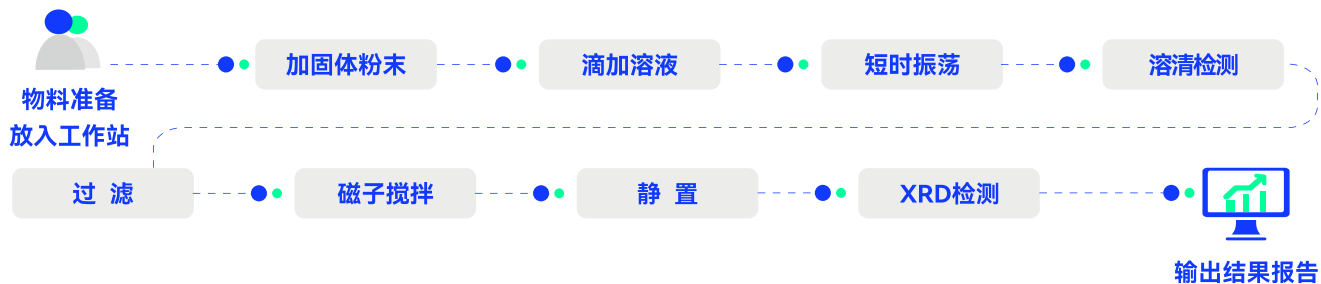 物料准备
放入工作站
加固体粉末
滴加溶液
短时振荡
溶清检测
过 滤
磁子搅拌
静 置
XRD检测
输出结果报告